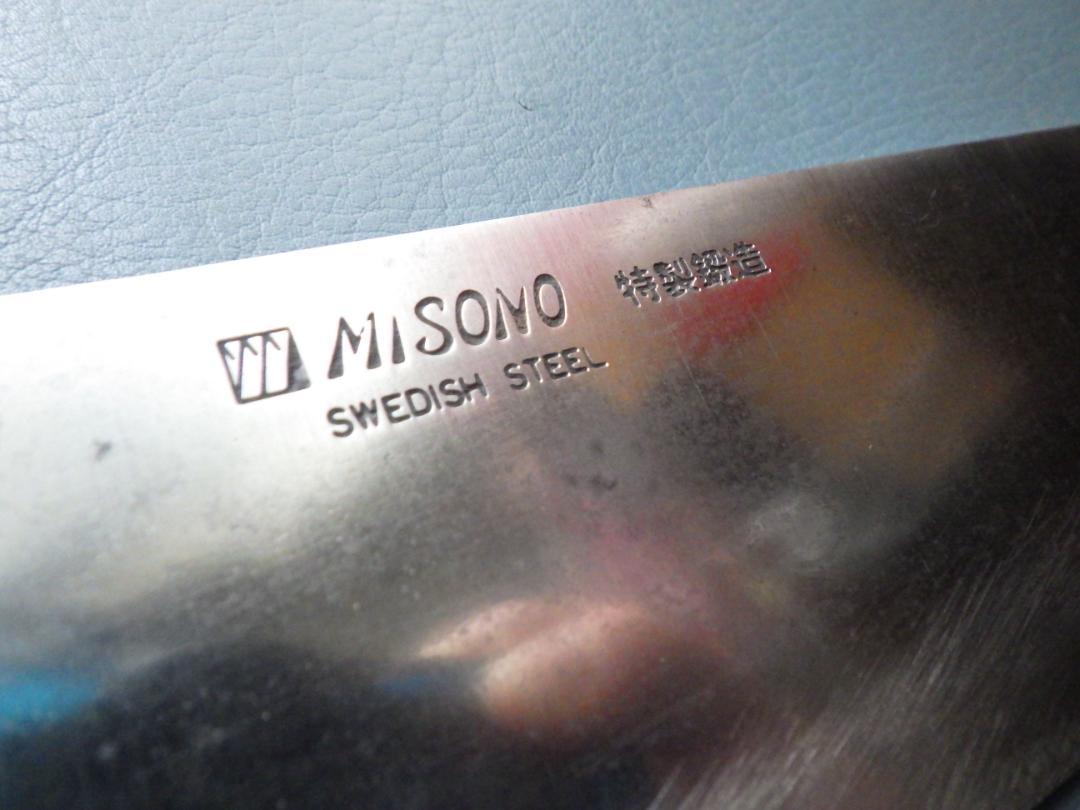 MISONO 特製鍛造
SWEDISH STEEL